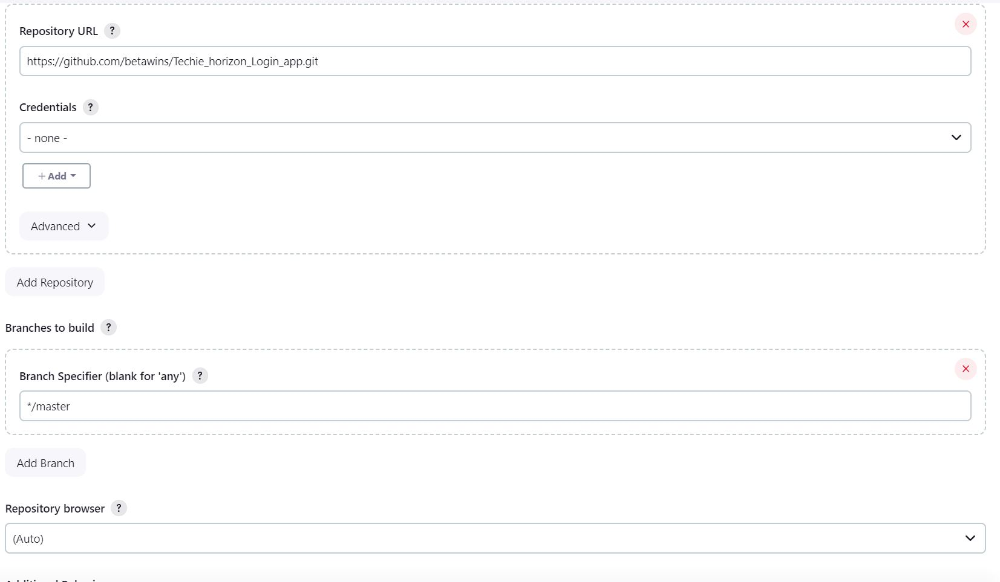 Repository URL ?
https://github.com/betawins/Techie_horizon_Login_app.git
Credentials ?
- none -
+ Add
Advanced
Add Repository
Branches to build ?
Branch Specifier (blank for 'any') ?
*/master
Add Branch
Repository browser ?
(Auto)